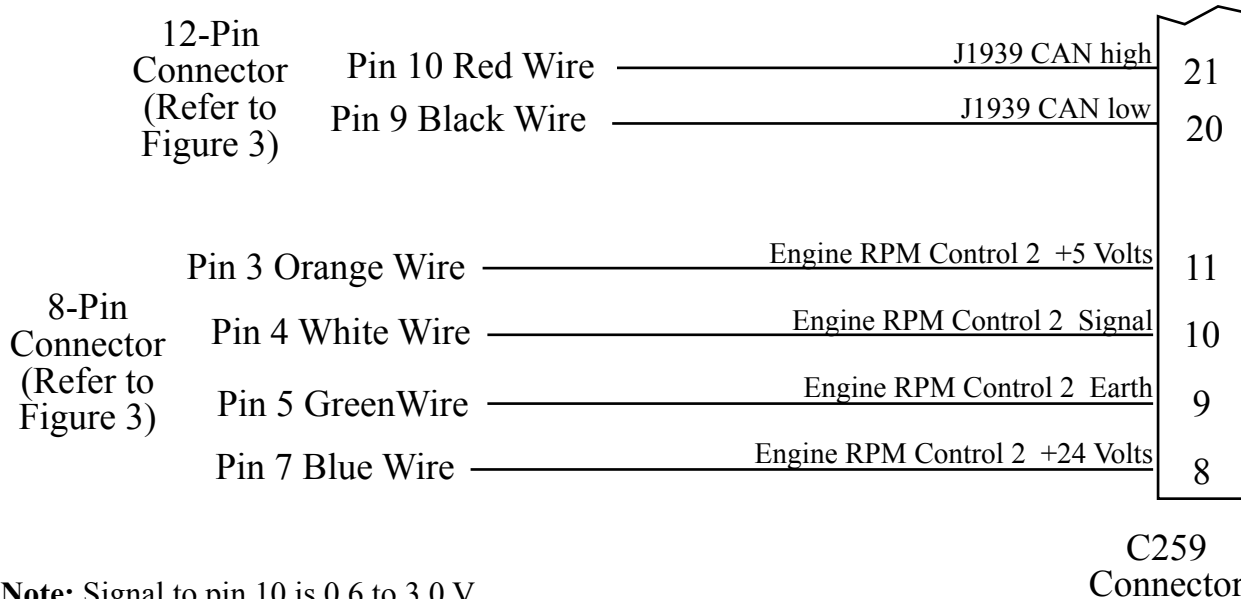 12-Pin
Connector
(Refer to
Figure 3)
Pin 10 Red Wire
J1939 CAN high
21
Pin 9 Black Wire
J1939 CAN low
20
8-Pin
Connector
(Refer to
Figure 3)
Pin 3 Orange Wire
Engine RPM Control 2 +5 Volts
11
Pin 4 White Wire
Engine RPM Control 2 Signal
10
Pin 5 GreenWire
Engine RPM Control 2 Earth
9
Pin 7 Blue Wire
Engine RPM Control 2 +24 Volts
8
C259
Connector
Note: Signal to pin 10 is 0.6 to 3.0 V